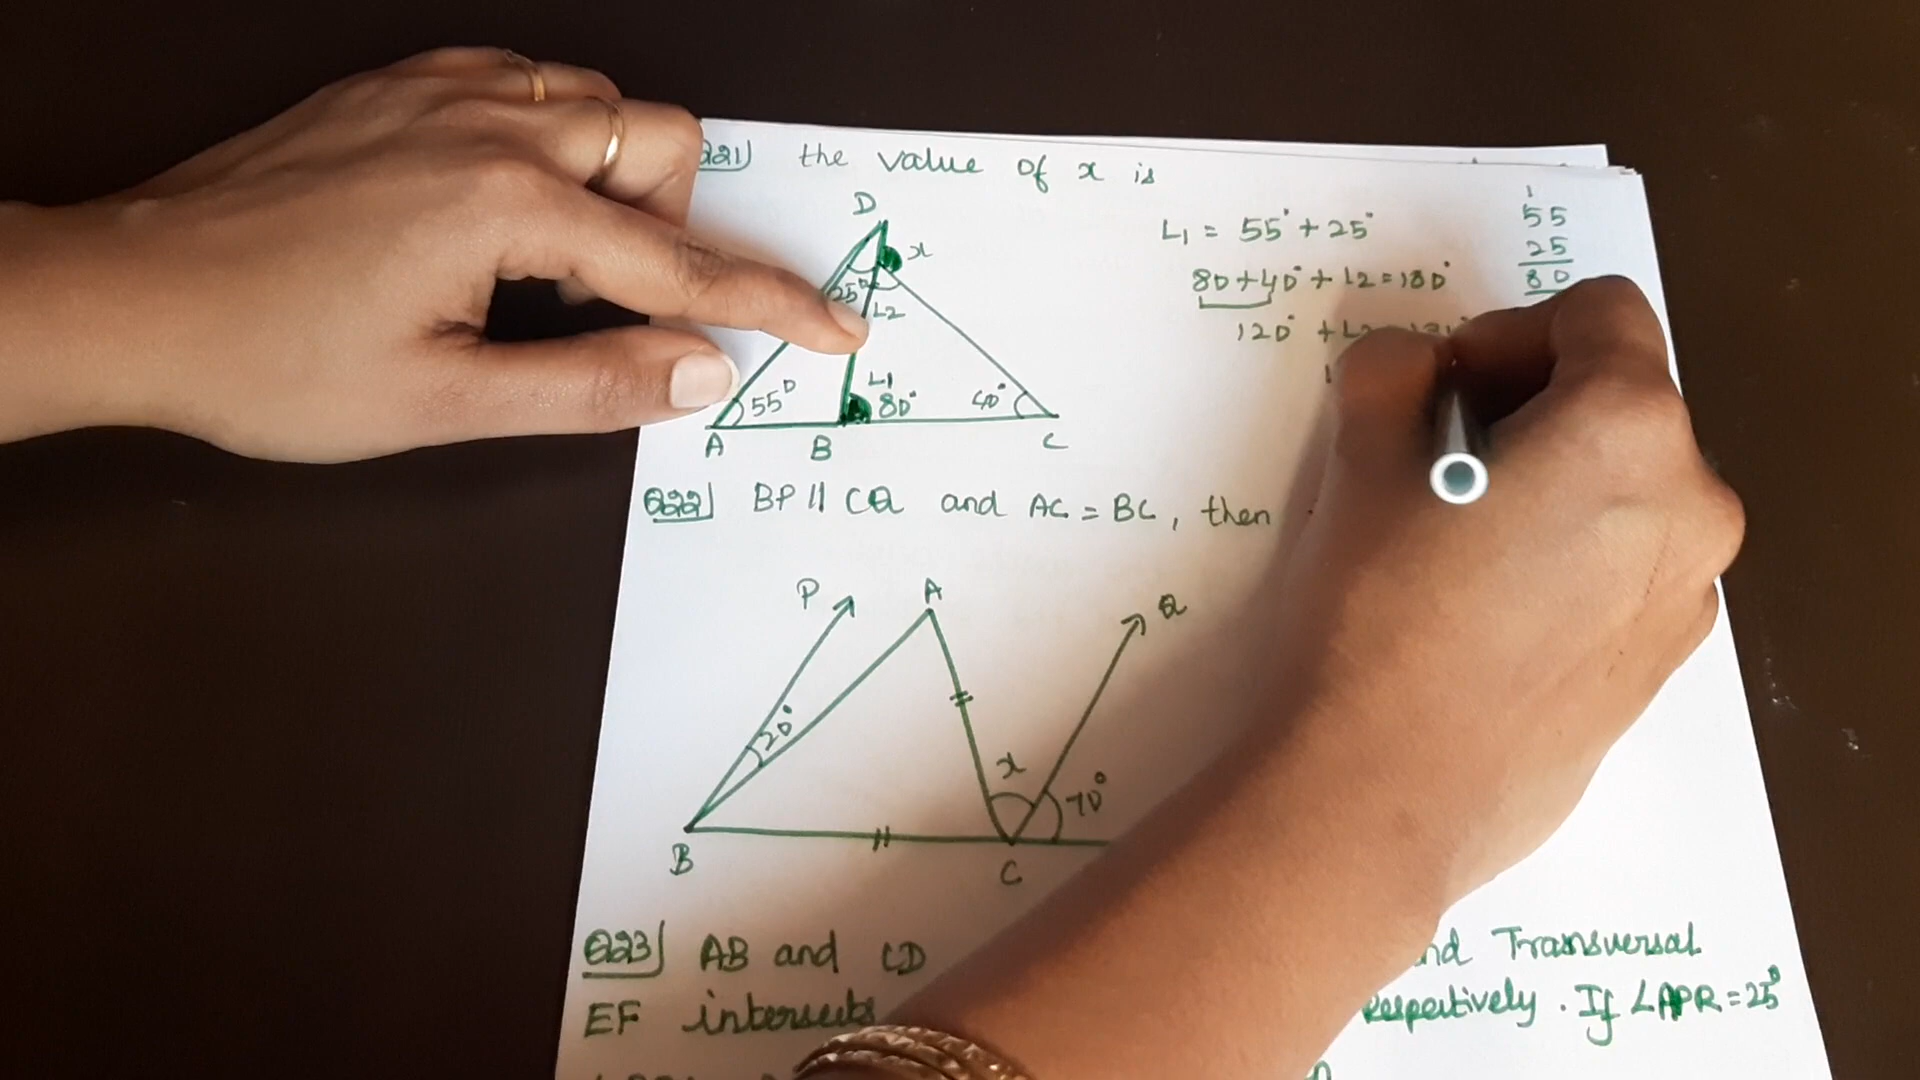 Q21) the value of x is
D
x
25°
L2
L1
55°
80°
40°
A B C
L1 = 55° + 25°
80 + 40° + L2 = 180°
120° +
1
55
25
80
Q22] BP || CQ and AC = BC, then
P A Q
20°
x
70°
B C
Q23] AB and CD Transversal
EF intersects respectively . If ∠APR = 25°